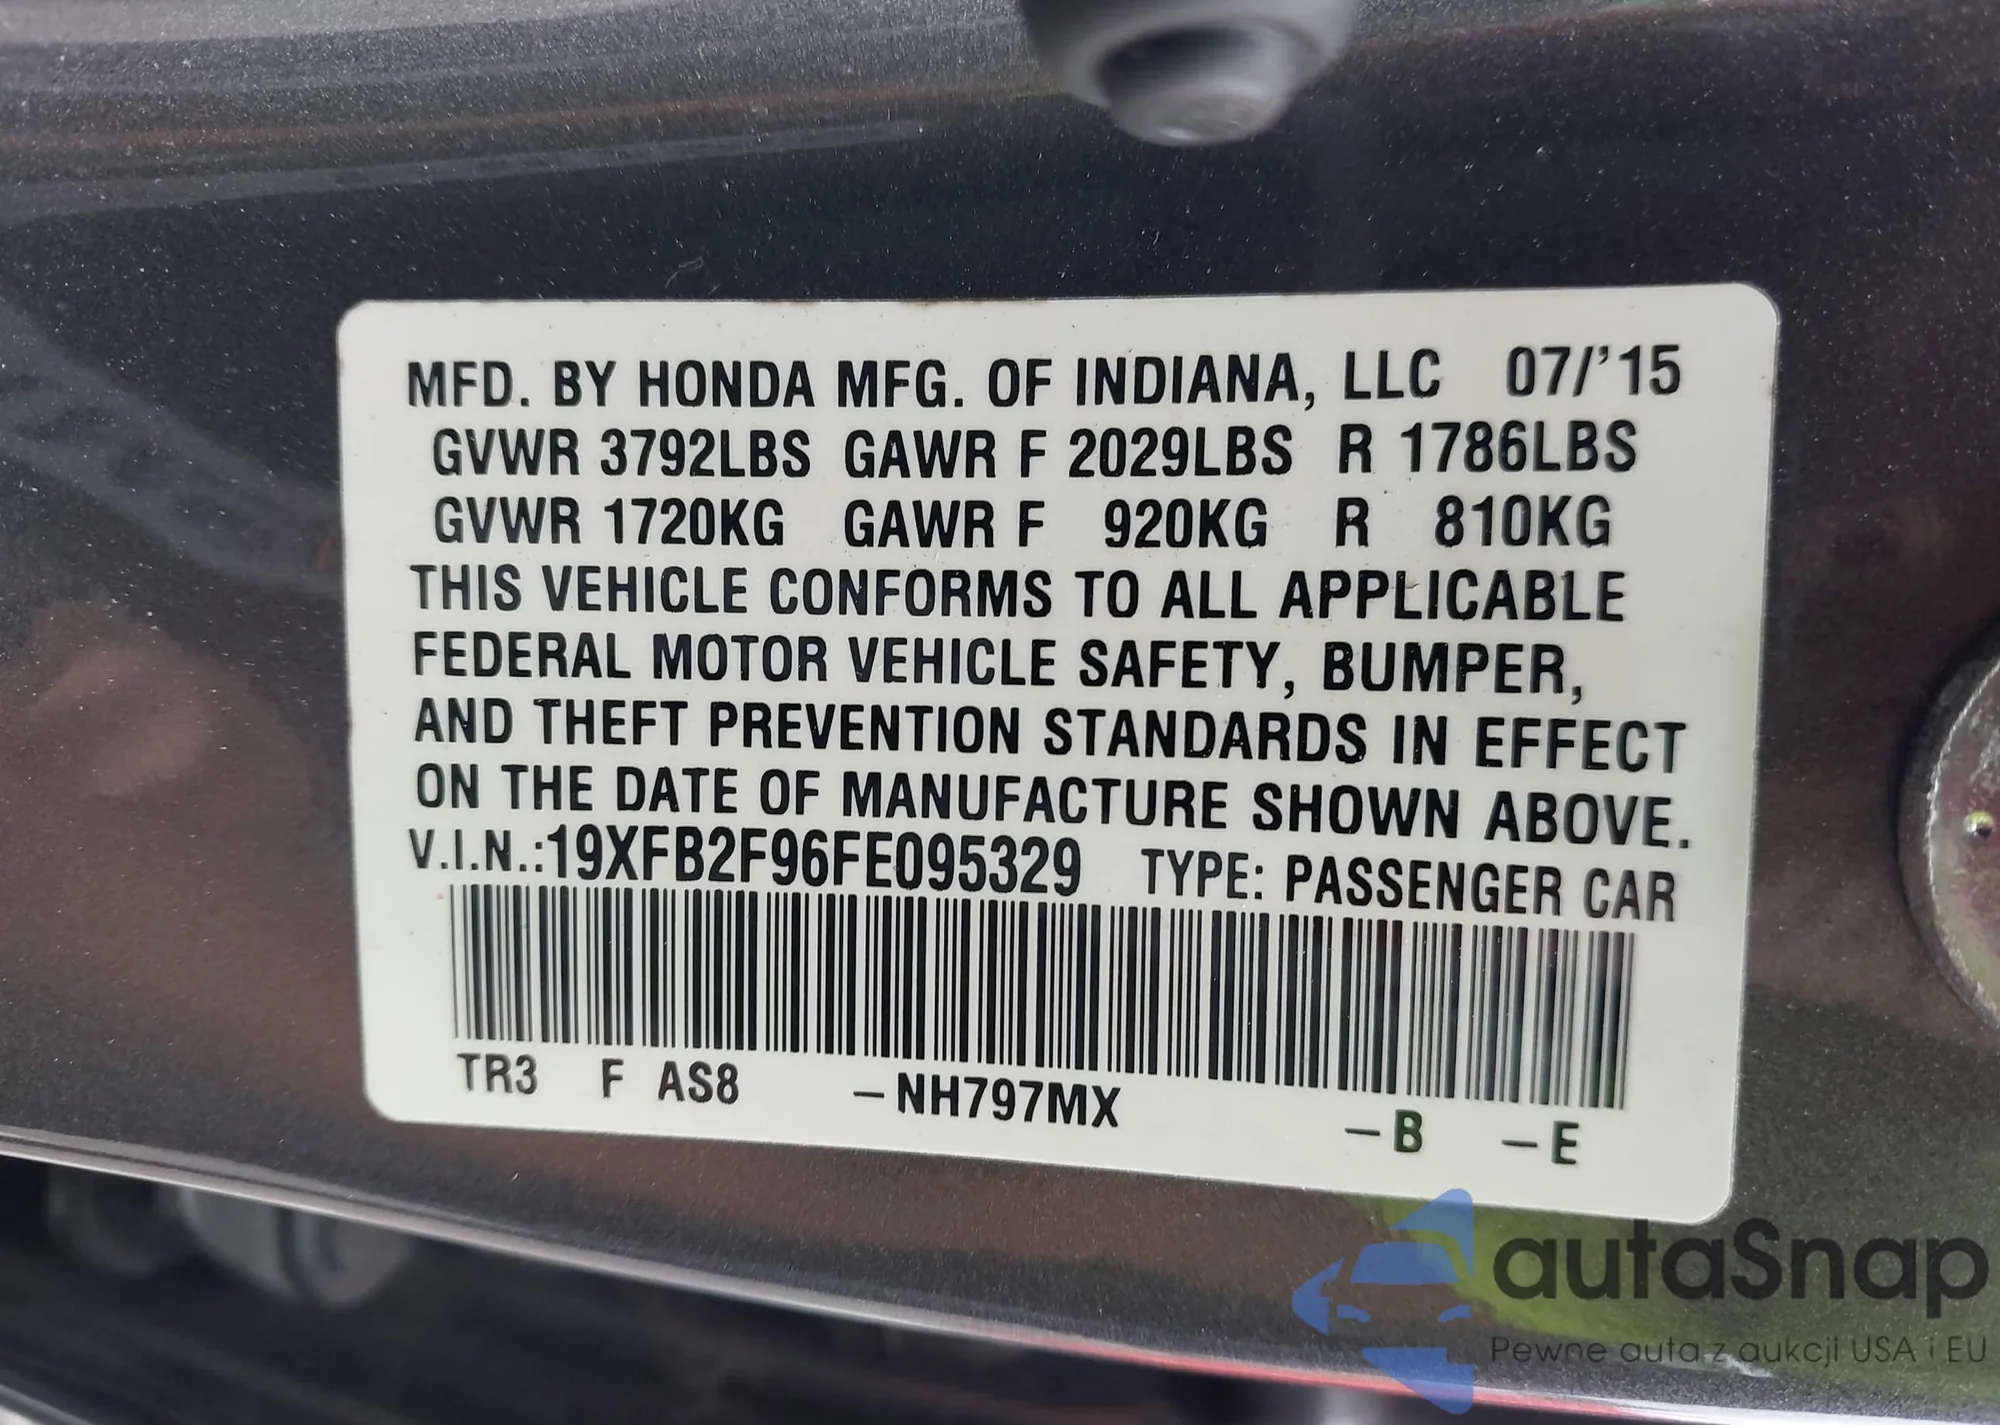 MFD. BY HONDA MFG. OF INDIANA, LLC 07/'15
GVWR 3792LBS GAWR F 2029LBS R 1786LBS
GVWR 1720KG GAWR F 920KG R 810KG
THIS VEHICLE CONFORMS TO ALL APPLICABLE
FEDERAL MOTOR VEHICLE SAFETY, BUMPER,
AND THEFT PREVENTION STANDARDS IN EFFECT
ON THE DATE OF MANUFACTURE SHOWN ABOVE.
V.I.N.:19XFB2F96FE095329 TYPE: PASSENGER CAR
TR3 F AS8 –NH797MX –B –E
autaSnap
Pewne auta z aukcji USA i EU